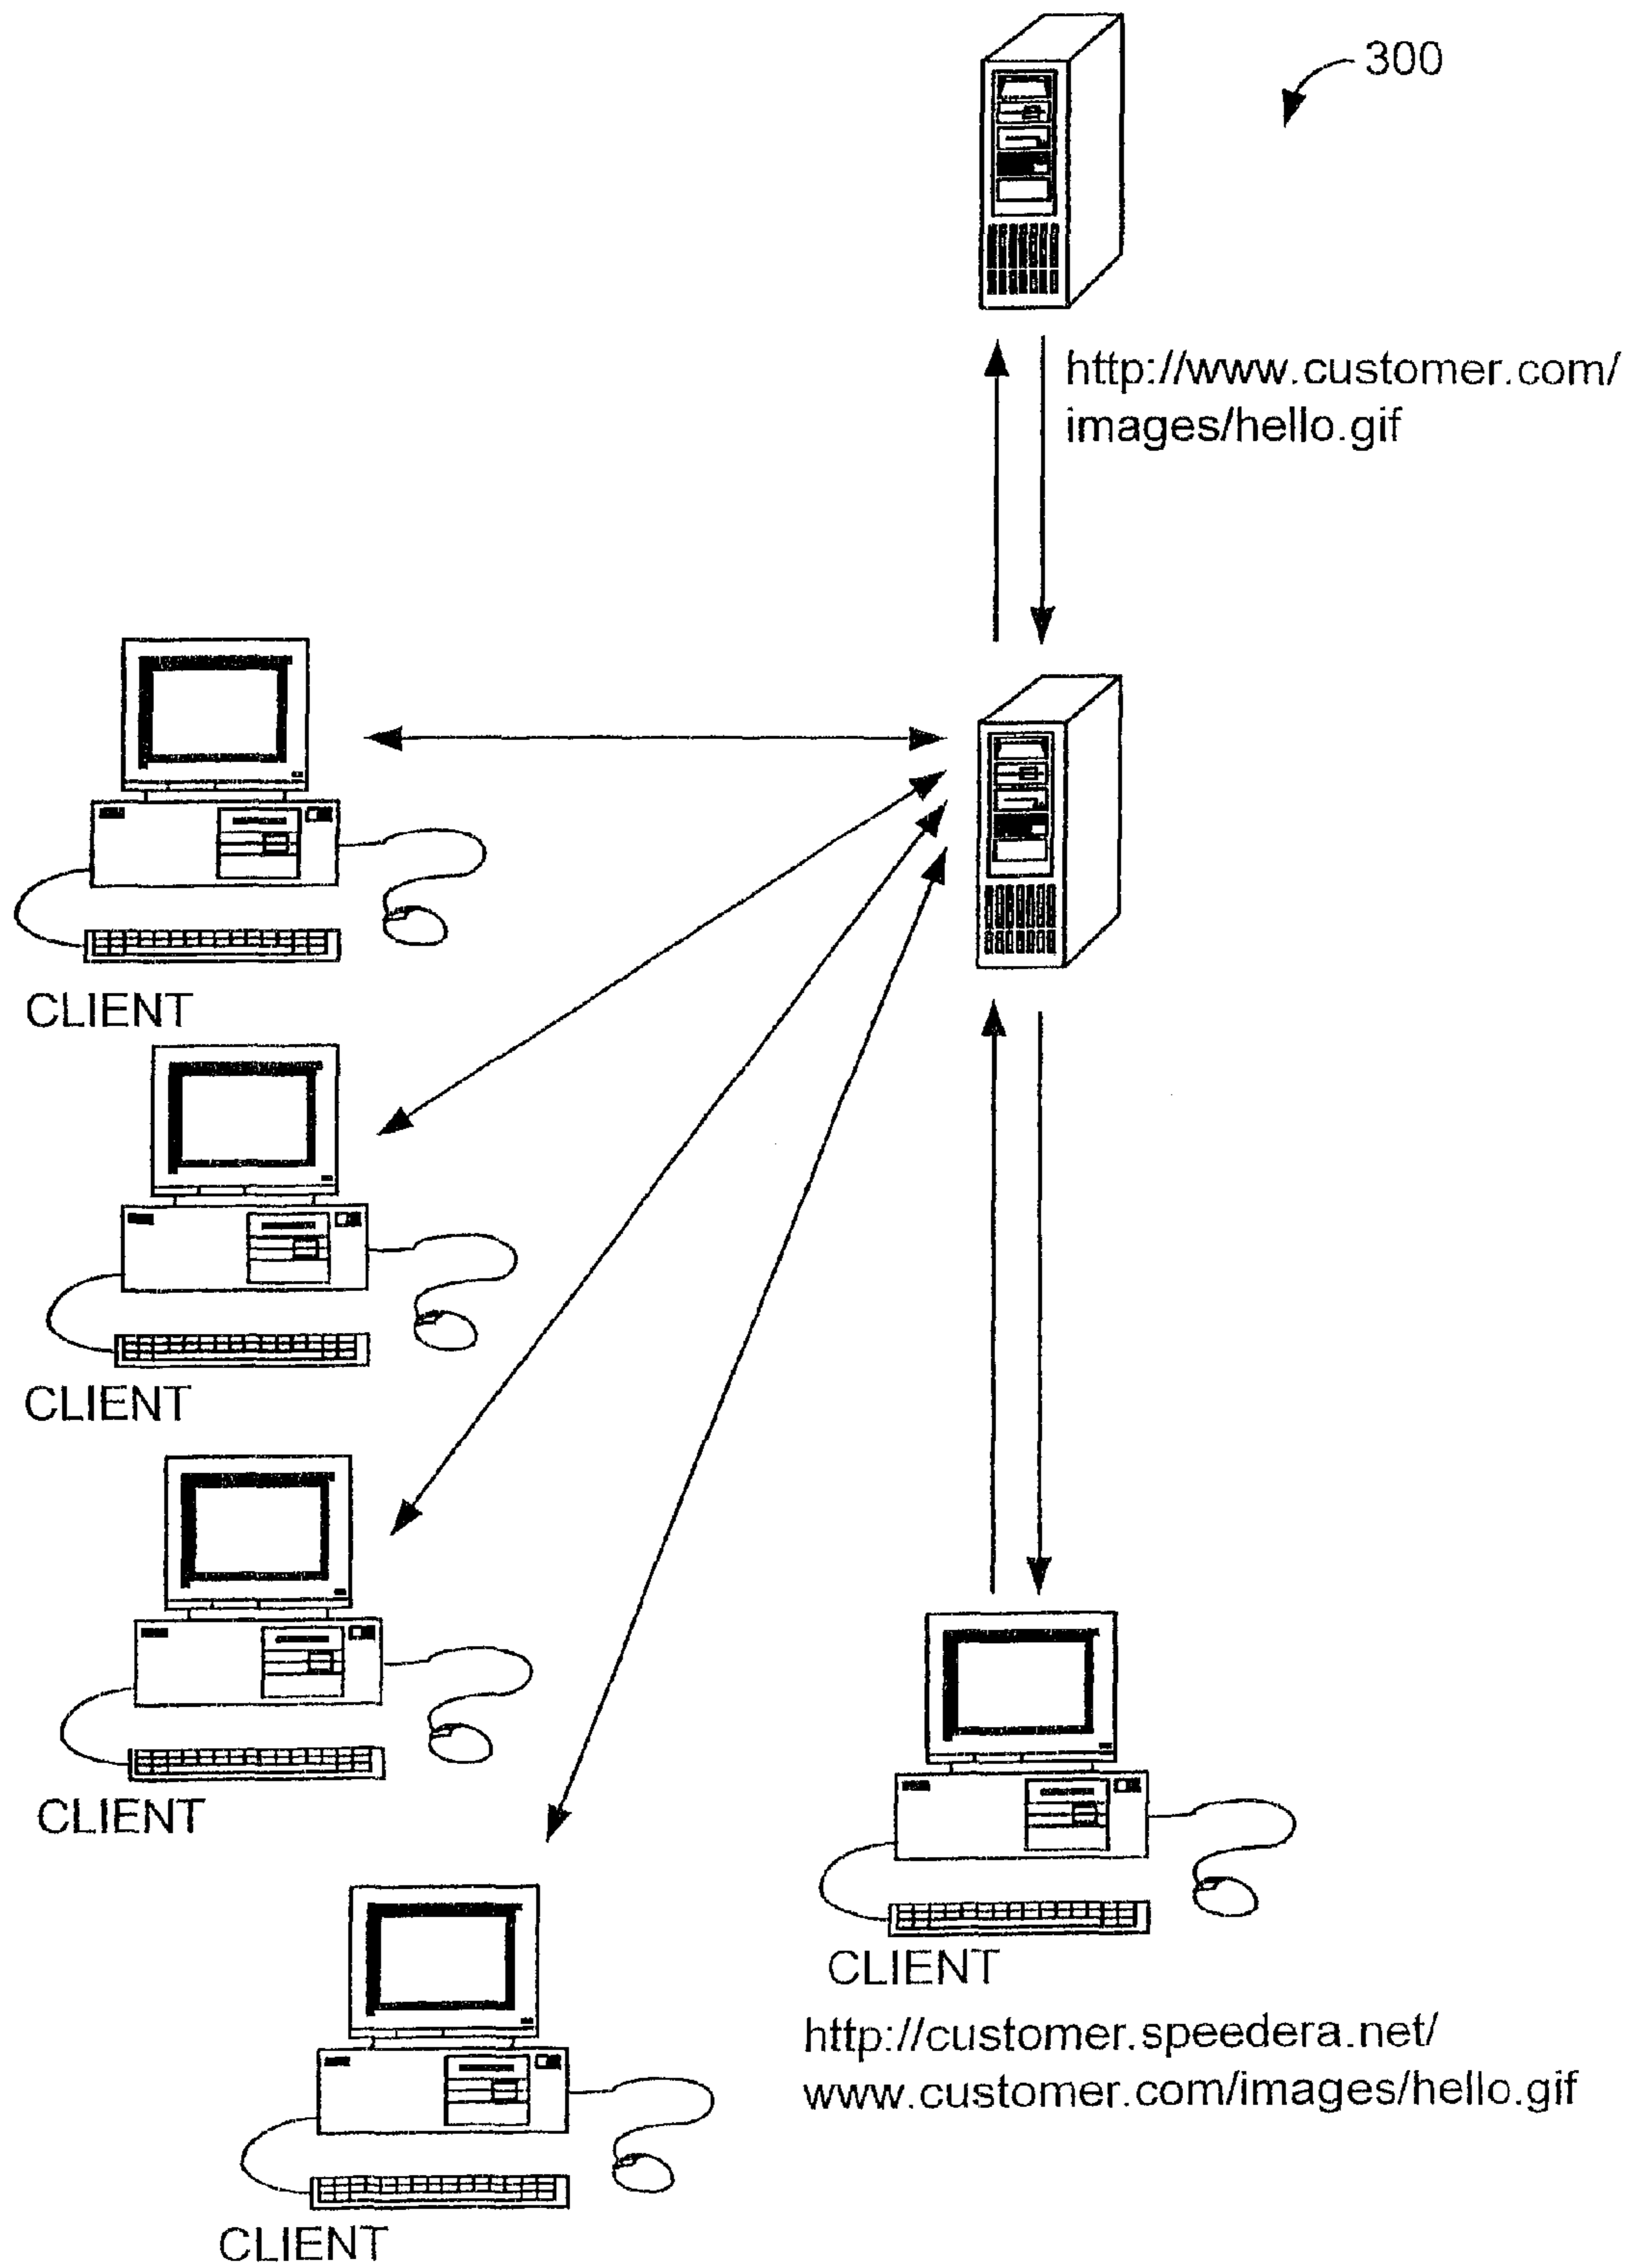 300
http://www.customer.com/
images/hello.gif
CLIENT
CLIENT
CLIENT
CLIENT
http://customer.speedera.net/
www.customer.com/images/hello.gif
CLIENT